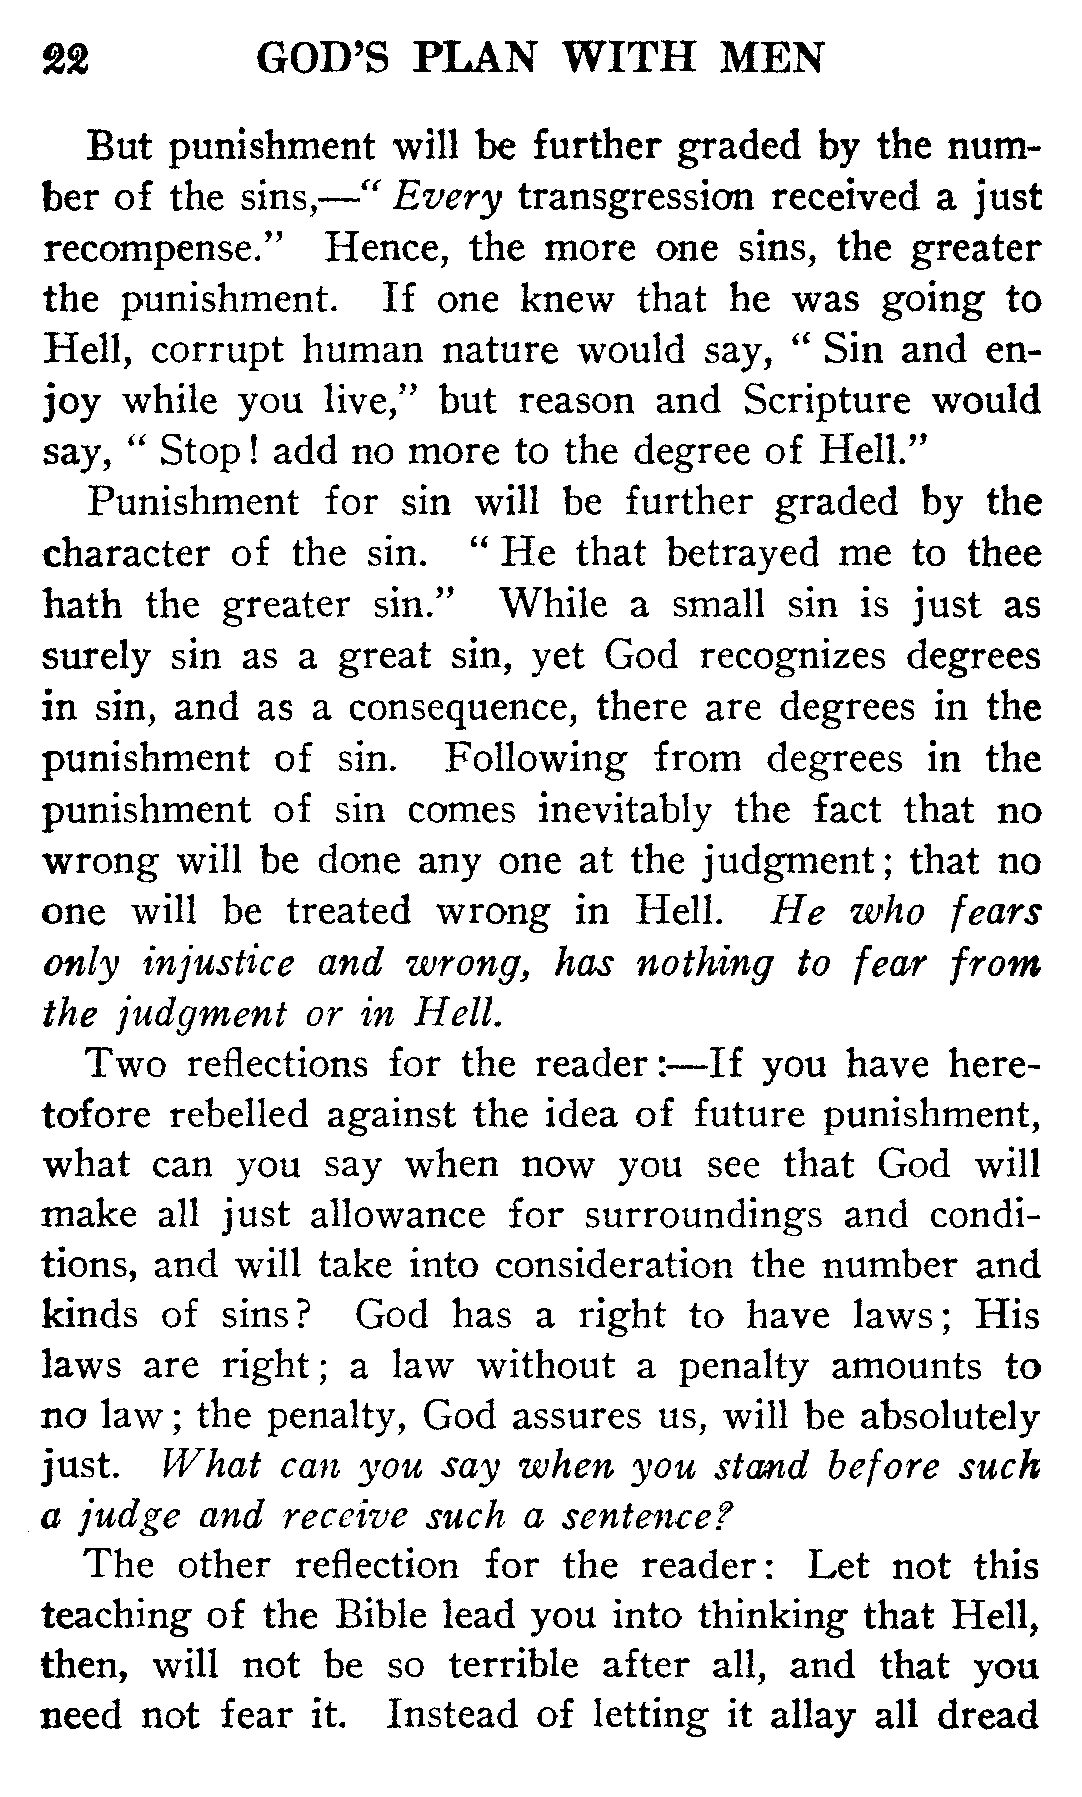 22 GOD'S PLAN WITH MEN
But punishment will be further graded by the num-
ber of the sins,—" Every transgression received a just
recompense." Hence, the more one sins, the greater
the punishment. If one knew that he was going to
Hell, corrupt human nature would say, " Sin and en-
joy while you live," but reason and Scripture would
say, " Stop! add no more to the degree of Hell."
Punishment for sin will be further graded by the
character of the sin. " He that betrayed me to thee
hath the greater sin." While a small sin is just as
surely sin as a great sin, yet God recognizes degrees
in sin, and as a consequence, there are degrees in the
punishment of sin. Following from degrees in the
punishment of sin comes inevitably the fact that no
wrong will be done any one at the judgment; that no
one will be treated wrong in Hell. He who fears
only injustice and wrong, has nothing to fear from
the judgment or in Hell.
Two reflections for the reader:—If you have here-
tofore rebelled against the idea of future punishment,
what can you say when now you see that God will
make all just allowance for surroundings and condi-
tions, and will take into consideration the number and
kinds of sins? God has a right to have laws; His
laws are right; a law without a penalty amounts to
no law; the penalty, God assures us, will be absolutely
just. What can you say when you stand before such
a judge and receive such a sentence?
The other reflection for the reader: Let not this
teaching of the Bible lead you into thinking that Hell,
then, will not be so terrible after all, and that you
need not fear it. Instead of letting it allay all dread